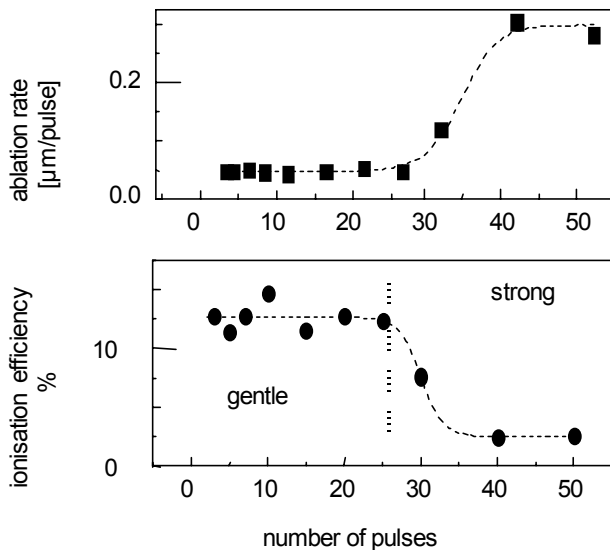 ablation rate
[µm/pulse]
0.2
0.0
0 10 20 30 40 50
ionisation efficiency
%
10
0
gentle
strong
0 10 20 30 40 50
number of pulses